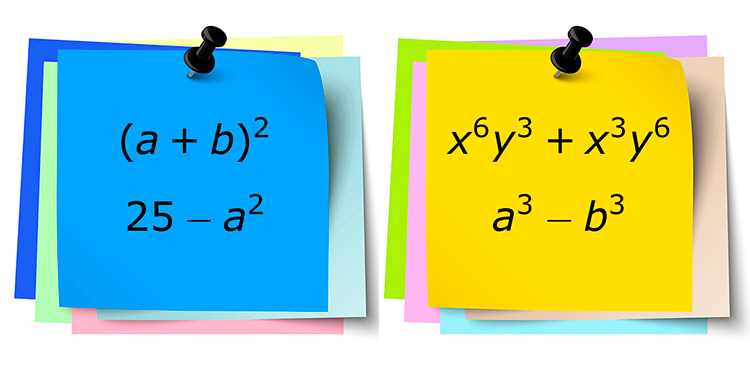 (a + b)²
25 – a²
x⁶y³ + x³y⁶
a³ – b³